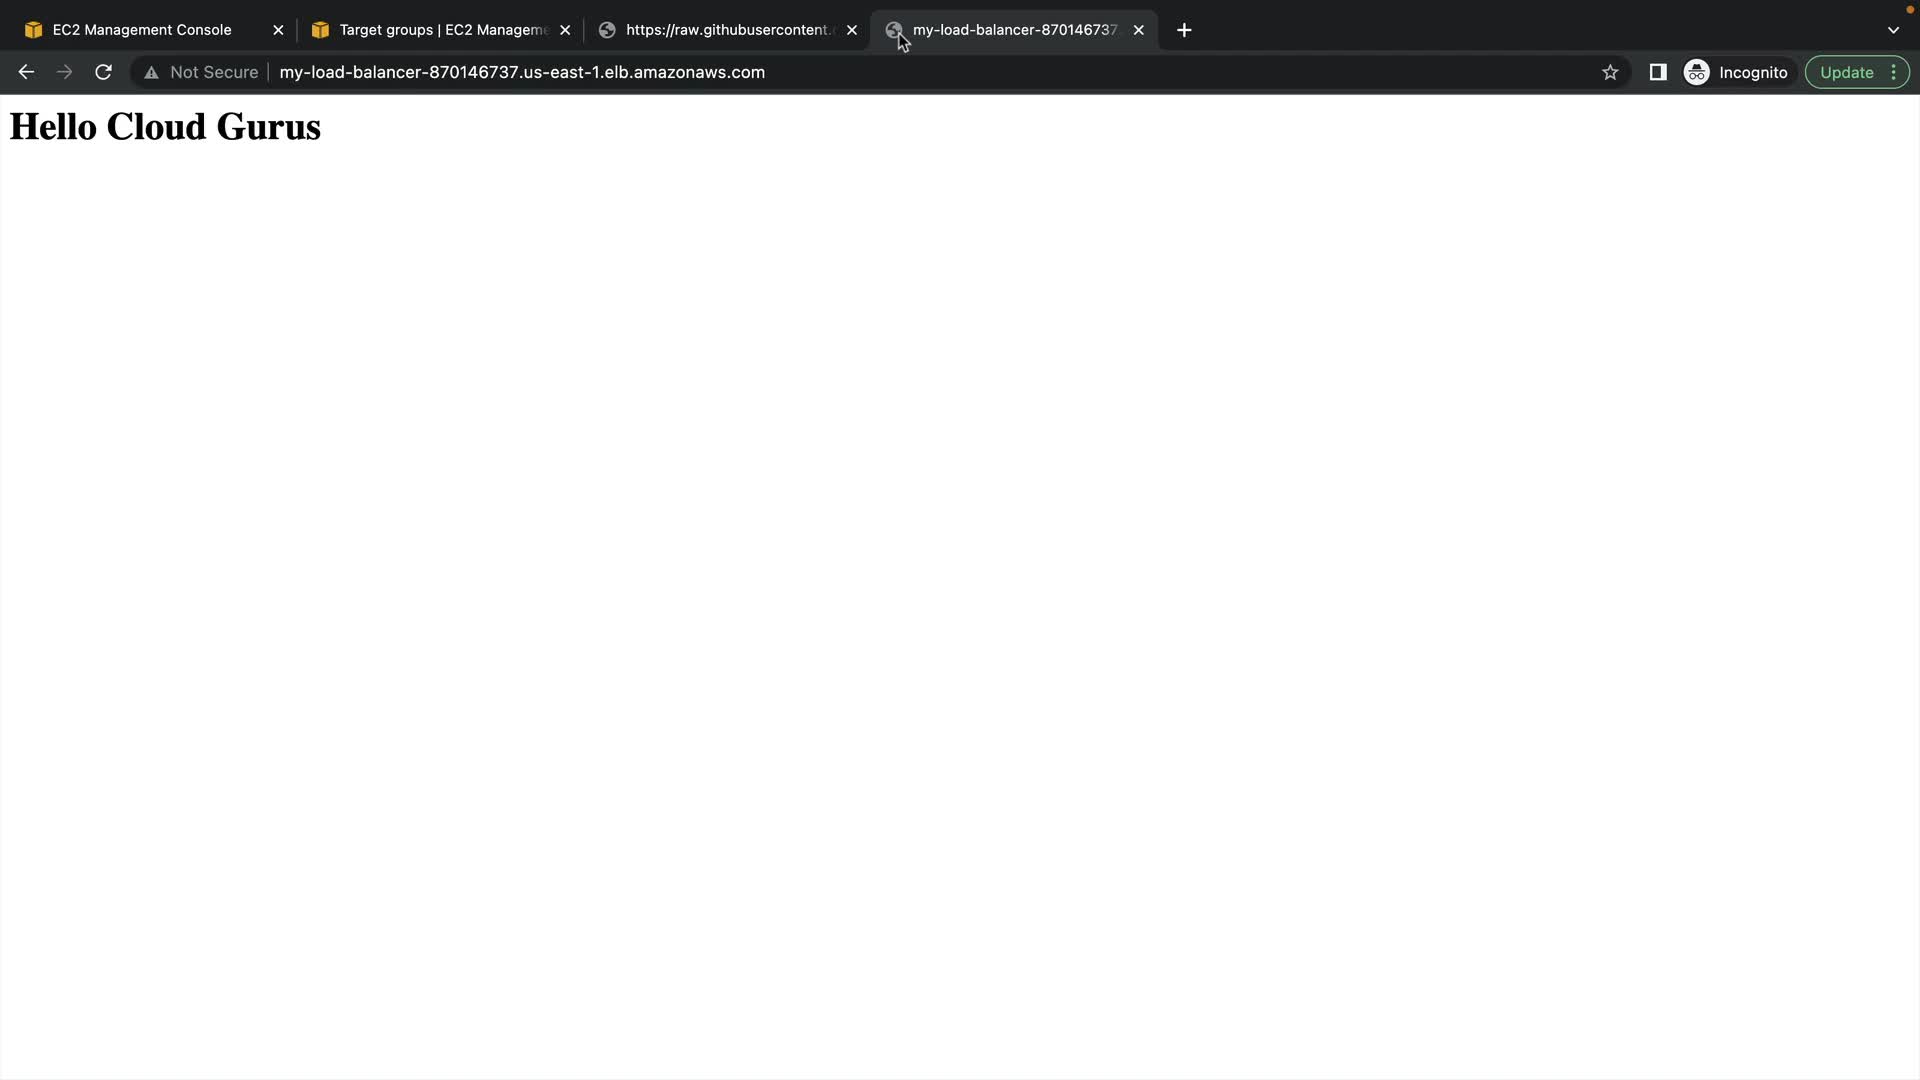 EC2 Management Console
Target groups | EC2 Manageme
https://raw.githubusercontent.c
my-load-balancer-870146737.
Not Secure
my-load-balancer-870146737.us-east-1.elb.amazonaws.com
Incognito
Update
Hello Cloud Gurus